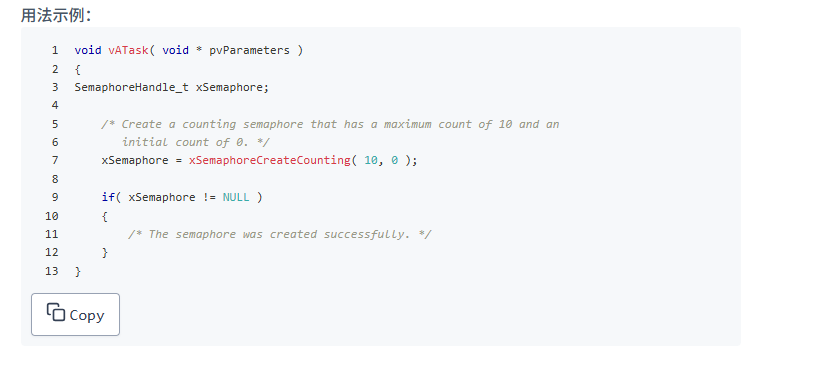 用法示例：
1 void vATask( void * pvParameters )
2 {
3 SemaphoreHandle_t xSemaphore;
4
5     /* Create a counting semaphore that has a maximum count of 10 and an
6        initial count of 0. */
7     xSemaphore = xSemaphoreCreateCounting( 10, 0 );
8
9     if( xSemaphore != NULL )
10     {
11         /* The semaphore was created successfully. */
12     }
13 }
Copy